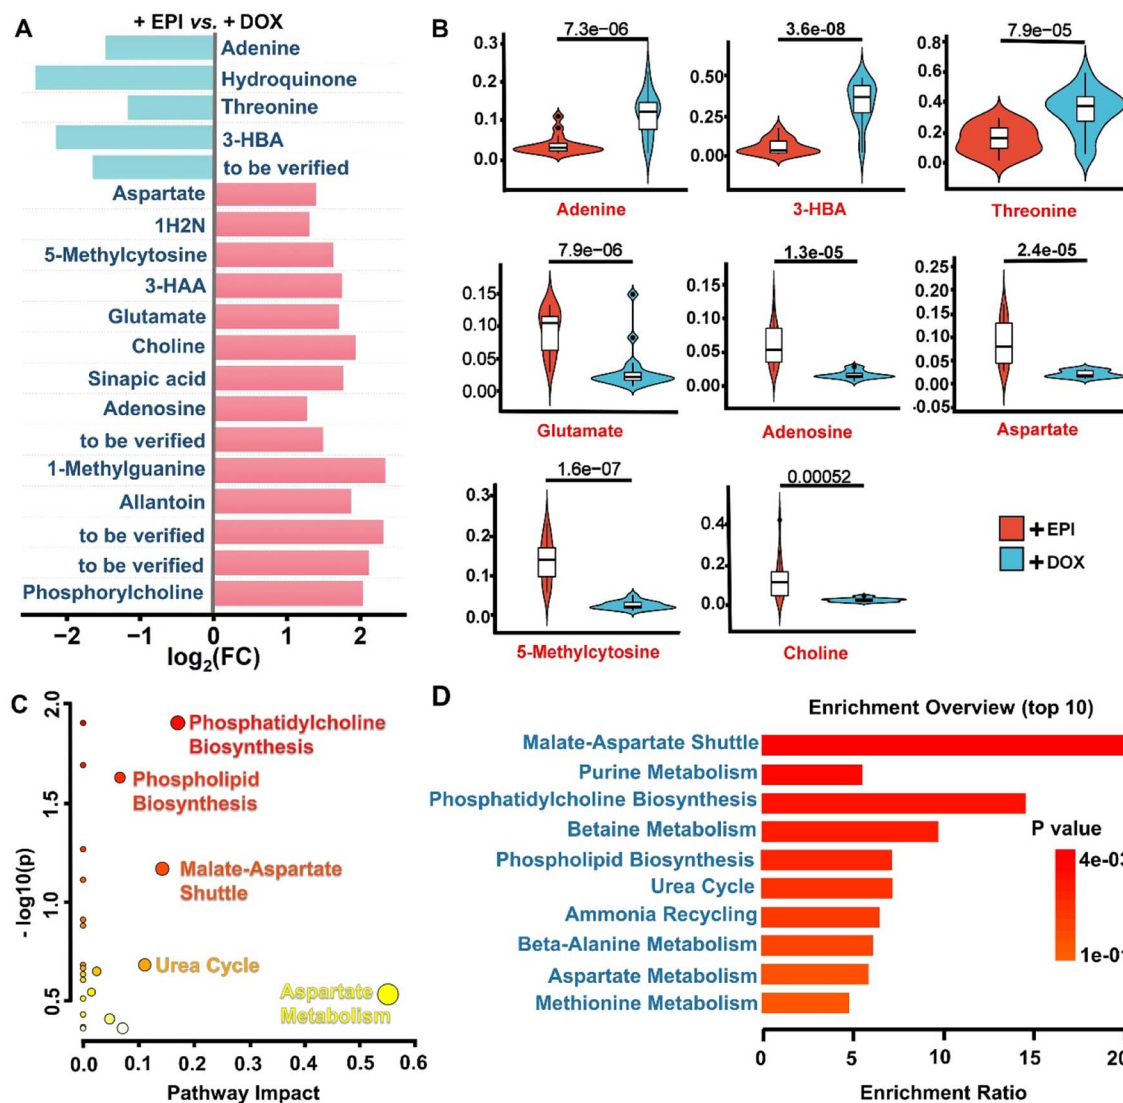 A
+ EPI vs. + DOX
Adenine
Hydroquinone
Threonine
3-HBA
to be verified
Aspartate
1H2N
5-Methylcytosine
3-HAA
Glutamate
Choline
Sinapic acid
Adenosine
to be verified
1-Methylguanine
Allantoin
to be verified
to be verified
Phosphorylcholine
−2 −1 0 1 2
log2(FC)
B
7.3e−06
0.3
0.2
0.1
0.0
Adenine
3.6e-08
0.50
0.25
0.00
3-HBA
7.9e−05
0.8
0.6
0.4
0.2
0.0
Threonine
7.9e−06
0.15
0.10
0.05
0.00
Glutamate
1.3e−05
0.15
0.10
0.05
0.00
Adenosine
2.4e-05
0.25
0.20
0.15
0.10
0.05
0.00
-0.05
Aspartate
1.6e−07
0.3
0.2
0.1
0.0
5-Methylcytosine
0.00052
0.4
0.2
0.0
Choline
+ EPI
+ DOX
C
2.0
1.5
1.0
0.5
- log10(p)
Phosphatidylcholine
Biosynthesis
Phospholipid
Biosynthesis
Malate-Aspartate
Shuttle
Urea Cycle
Aspartate
Metabolism
0.0 0.1 0.2 0.3 0.4 0.5 0.6
Pathway Impact
D
Enrichment Overview (top 10)
Malate-Aspartate Shuttle
Purine Metabolism
Phosphatidylcholine Biosynthesis
Betaine Metabolism
Phospholipid Biosynthesis
Urea Cycle
Ammonia Recycling
Beta-Alanine Metabolism
Aspartate Metabolism
Methionine Metabolism
P value
4e-03
1e-01
0 5 10 15 20
Enrichment Ratio